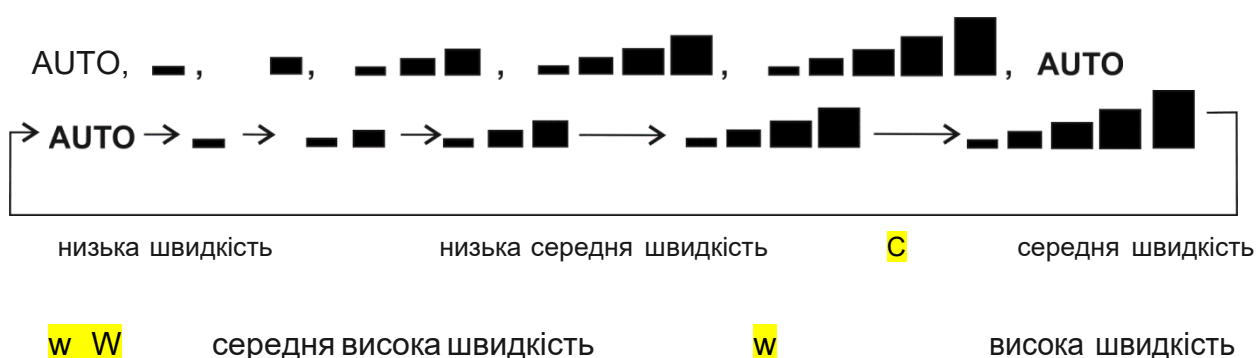 AUTO, , , , , , AUTO
AUTO
низька швидкість низька середня швидкість С середня швидкість
w W середня висока швидкість w висока швидкість